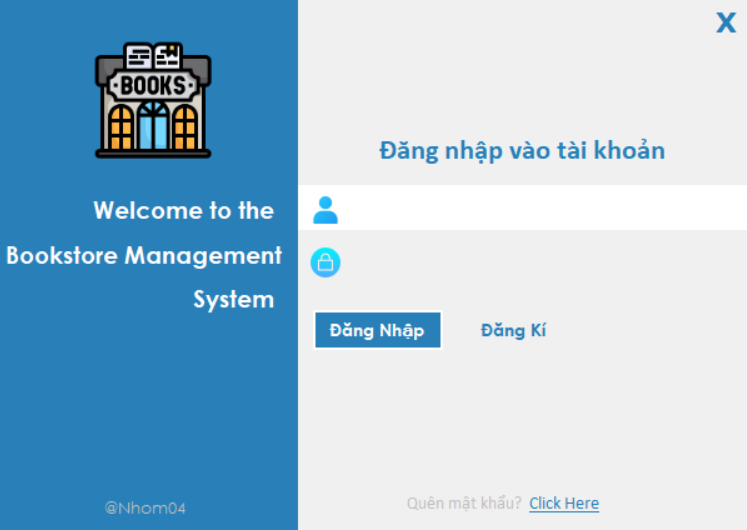 BOOKS
Welcome to the
Bookstore Management
System
@Nhom04
X
Đăng nhập vào tài khoản
Đăng Nhập
Đăng Kí
Quên mật khẩu? Click Here